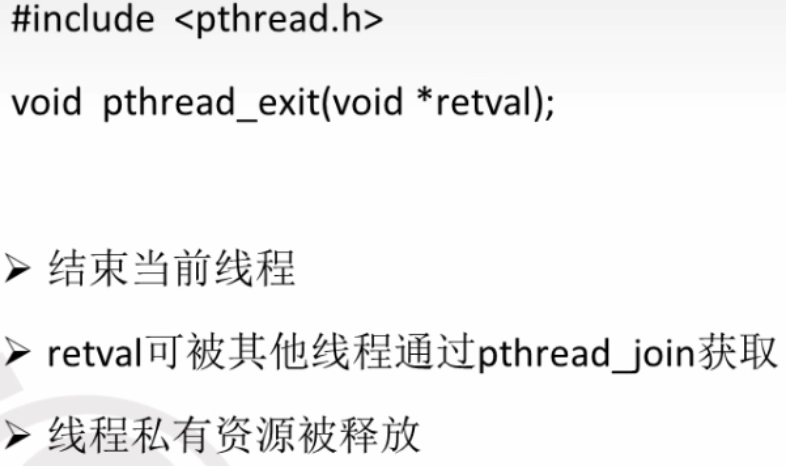 #include <pthread.h>
void pthread_exit(void *retval);
➢ 结束当前线程
➢ retval可被其他线程通过pthread_join获取
➢ 线程私有资源被释放